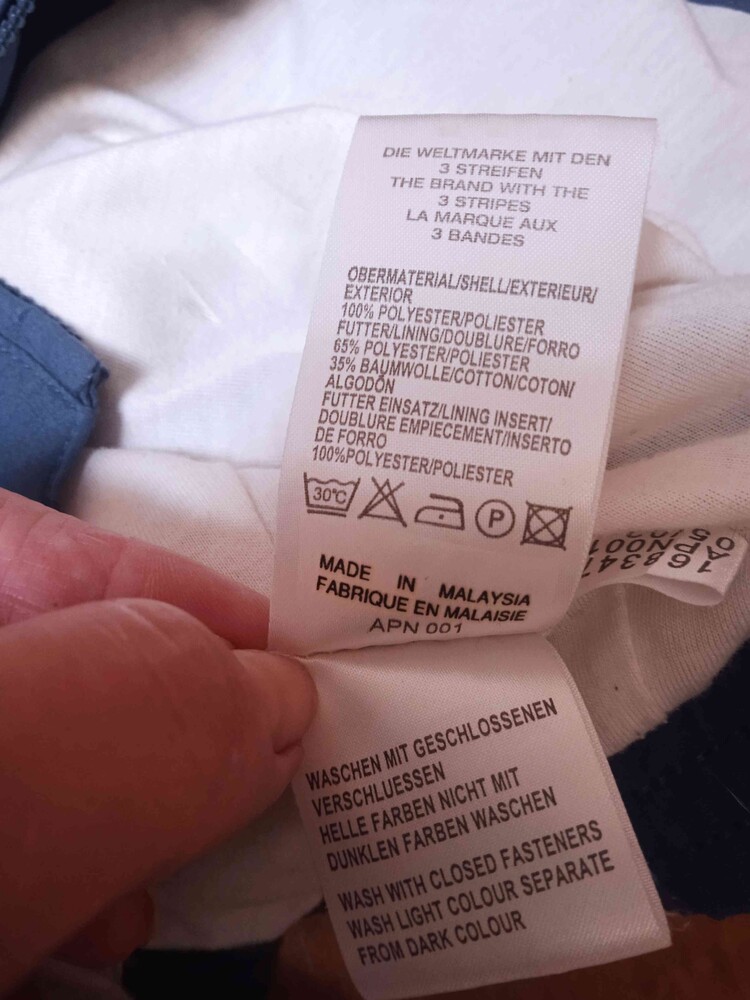 DIE WELTMARKE MIT DEN
3 STREIFEN
THE BRAND WITH THE
3 STRIPES
LA MARQUE AUX
3 BANDES
OBERMATERIAL/SHELL/EXTERIEUR/
EXTERIOR
100% POLYESTER/POLIESTER
FUTTER/LINING/DOUBLURE/FORRO
65% POLYESTER/POLIESTER
35% BAUMWOLLE/COTTON/COTON/
ALGODÓN
FUTTER EINSATZ/LINING INSERT/
DOUBLURE EMPIECEMENT/INSERTO
DE FORRO
100%POLYESTER/POLIESTER
30°C P
MADE IN MALAYSIA
FABRIQUE EN MALAISIE
APN 001
WASCHEN MIT GESCHLOSSENEN
VERSCHLUESSEN
HELLE FARBEN NICHT MIT
DUNKLEN FARBEN WASCHEN
WASH WITH CLOSED FASTENERS
WASH LIGHT COLOUR SEPARATE
FROM DARK COLOUR